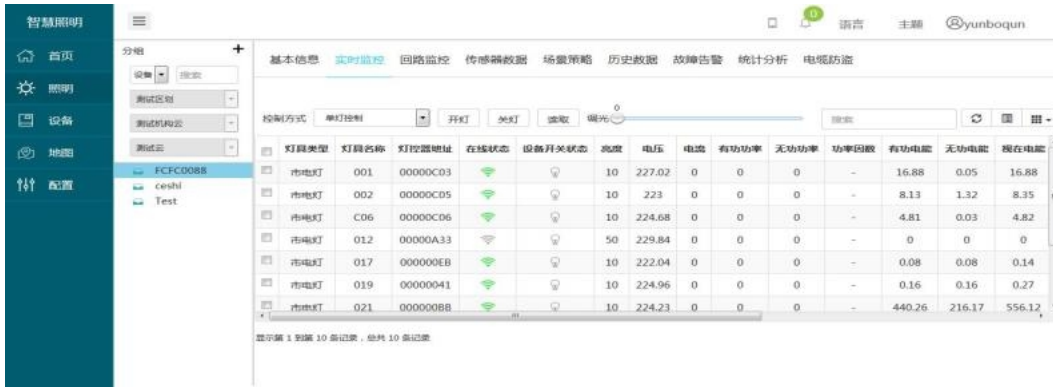 智慧照明
0
语言 主题 yunboqun
首页
照明
设备
地图
配置
分组 +
设备 搜索
测试区划
测试机构云
测试云
FCFC0088
ceshi
Test
基本信息 实时监控 回路监控 传感器数据 场景策略 历史数据 故障告警 统计分析 电缆防盗
控制方式 单灯控制 开灯 关灯 读取 调光 0 搜索
灯具类型 灯具名称 灯控器地址 在线状态 设备开关状态 亮度 电压 电流 有功功率 无功功率 功率因数 有功电能 无功电能 视在电能
市电灯 001 00000C03 10 227.02 0 0 0 - 16.88 0.05 16.88
市电灯 002 00000C05 10 223 0 0 0 - 8.13 1.32 8.35
市电灯 C06 00000C06 10 224.68 0 0 0 - 4.81 0.03 4.82
市电灯 012 00000A33 50 229.84 0 0 0 - 0 0 0
市电灯 017 000000EB 10 222.04 0 0 0 - 0.08 0.08 0.14
市电灯 019 00000041 10 224.96 0 0 0 - 0.16 0.16 0.27
市电灯 021 000000BB 10 224.23 0 0 0 - 440.26 216.17 556.12
显示第 1 到第 10 条记录，总共 10 条记录